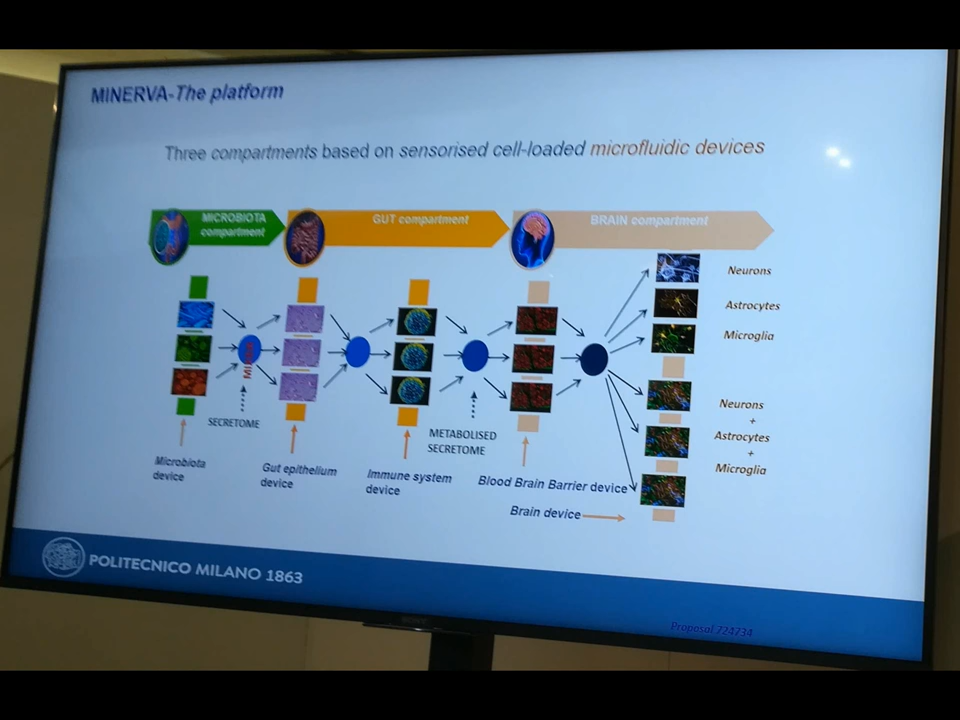 MINERVA-The platform
Three compartments based on sensorised cell-loaded microfluidic devices
MICROBIOTA
compartment
GUT compartment
BRAIN compartment
Neurons
Astrocytes
Microglia
Neurons
+
Astrocytes
+
Microglia
SECRETOME
METABOLISED
SECRETOME
Microbiota
device
Gut epithelium
device
Immune system
device
Blood Brain Barrier device
Brain device
POLITECNICO MILANO 1863
SONY
Proposal 724734